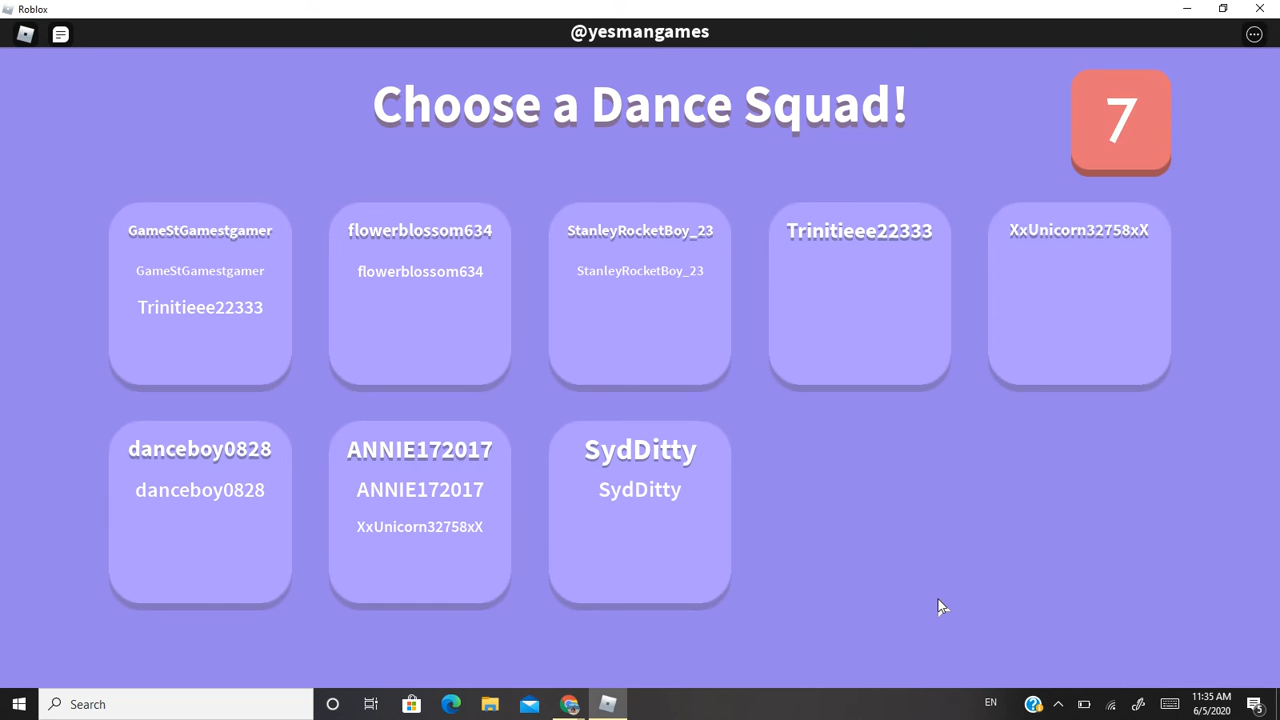 Roblox
@yesmangames
Choose a Dance Squad!
7
GameStGamestgamer
GameStGamestgamer
Trinitieee22333
flowerblossom634
flowerblossom634
StanleyRocketBoy_23
StanleyRocketBoy_23
Trinitieee22333
XxUnicorn32758xX
danceboy0828
danceboy0828
ANNIE172017
ANNIE172017
XxUnicorn32758xX
SydDitty
SydDitty
Search
EN
11:35 AM
6/5/2020
5